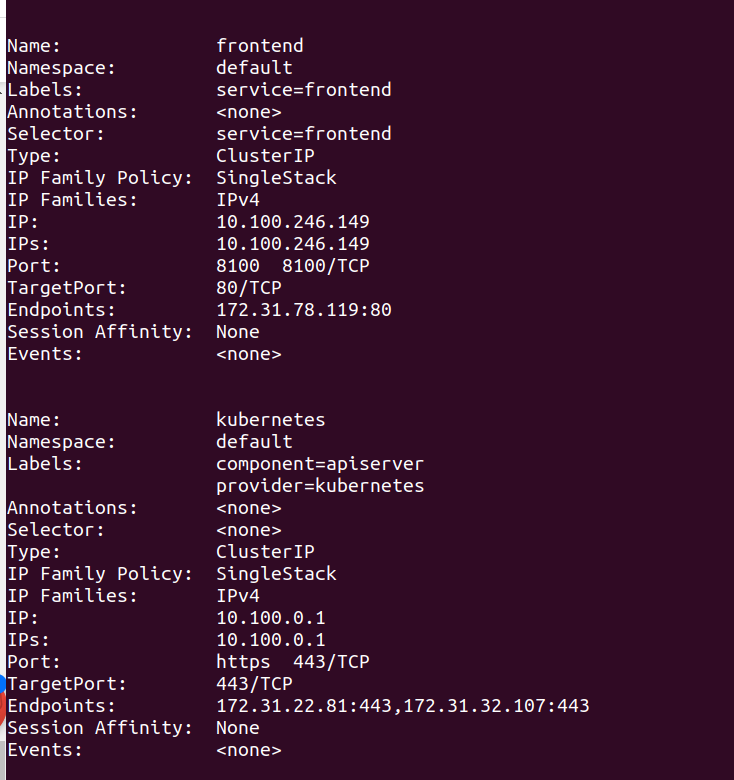 Name:              frontend
Namespace:         default
Labels:            service=frontend
Annotations:       <none>
Selector:          service=frontend
Type:              ClusterIP
IP Family Policy:  SingleStack
IP Families:       IPv4
IP:                10.100.246.149
IPs:               10.100.246.149
Port:              8100  8100/TCP
TargetPort:        80/TCP
Endpoints:         172.31.78.119:80
Session Affinity:  None
Events:            <none>
Name:              kubernetes
Namespace:         default
Labels:            component=apiserver
                   provider=kubernetes
Annotations:       <none>
Selector:          <none>
Type:              ClusterIP
IP Family Policy:  SingleStack
IP Families:       IPv4
IP:                10.100.0.1
IPs:               10.100.0.1
Port:              https  443/TCP
TargetPort:        443/TCP
Endpoints:         172.31.22.81:443,172.31.32.107:443
Session Affinity:  None
Events:            <none>